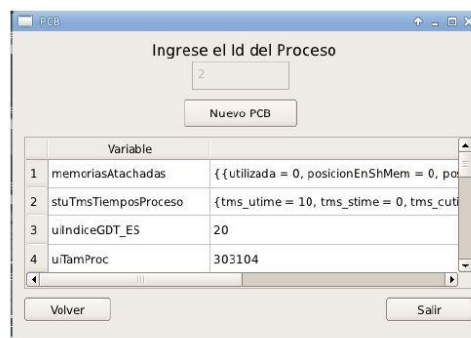 PCB
Ingrese el Id del Proceso
2
Nuevo PCB
Variable
1 memoriasAtachadas {{utilizada = 0, posicionEnShMem = 0, po
2 stuTmsTiemposProceso {tms_utime = 10, tms_stime = 0, tms_cuti
3 uiIndiceGDT_ES 20
4 uiTamProc 303104
Volver Salir